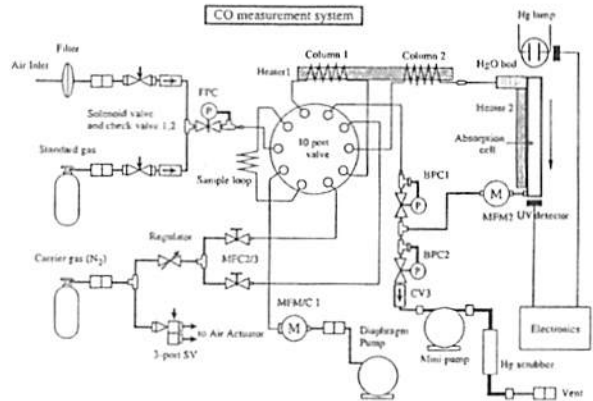 CO measurement system
Hg lamp
Filter
Air Inlet
Column 1
Column 2
HgO bed
Heater1
FPC
P
Heater 2
Solenoid valve
and check valve 1,2
10 port
valve
Absorption
cell
Standard gas
Sample loop
BPC1
P
M
MFM2
UV detector
Regulator
BPC2
Carrier gas (N2)
MFC2/3
P
CV3
MFM/C 1
to Air Actuator
M
Diaphragm
Pump
Electronics
3-port SV
Mini pump
Hg scrubber
Vent